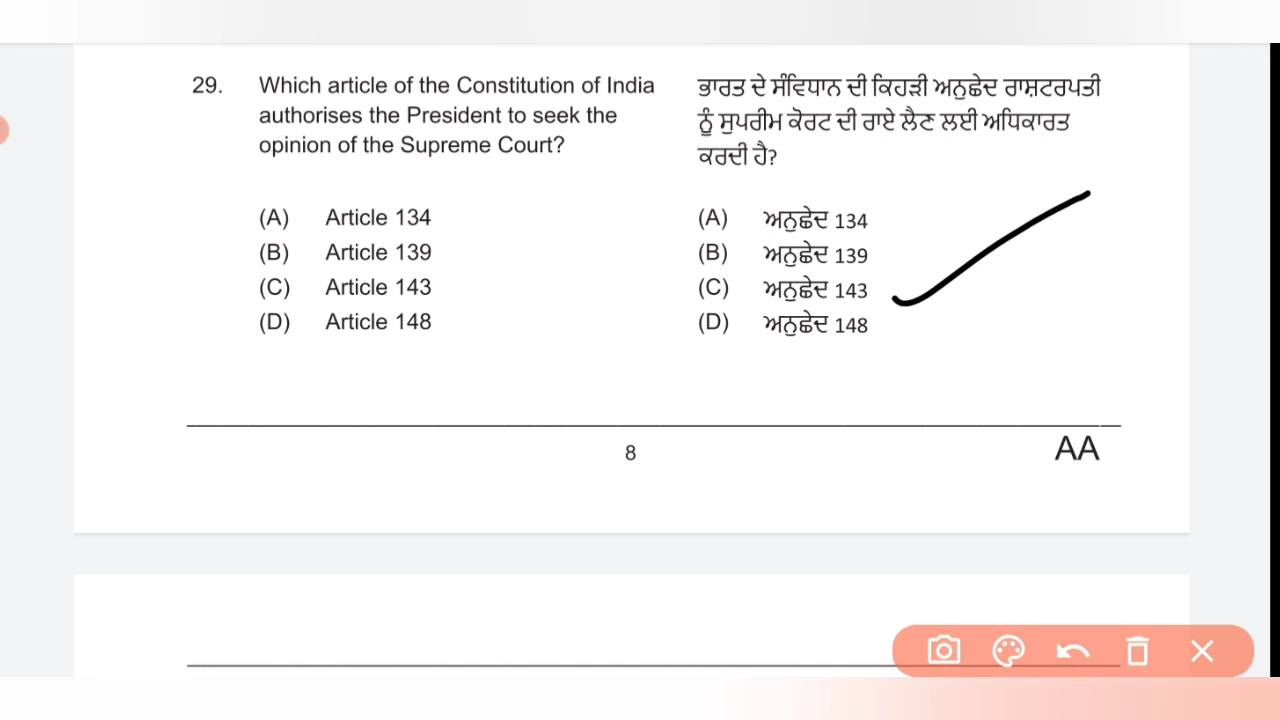 29. Which article of the Constitution of India
authorises the President to seek the
opinion of the Supreme Court?
(A) Article 134
(B) Article 139
(C) Article 143
(D) Article 148
ਭਾਰਤ ਦੇ ਸੰਵਿਧਾਨ ਦੀ ਕਿਹੜੀ ਅਨੁਛੇਦ ਰਾਸ਼ਟਰਪਤੀ
ਨੂੰ ਸੁਪਰੀਮ ਕੋਰਟ ਦੀ ਰਾਏ ਲੈਣ ਲਈ ਅਧਿਕਾਰਤ
ਕਰਦੀ ਹੈ?
(A) ਅਨੁਛੇਦ 134
(B) ਅਨੁਛੇਦ 139
(C) ਅਨੁਛੇਦ 143
(D) ਅਨੁਛੇਦ 148
8
AA